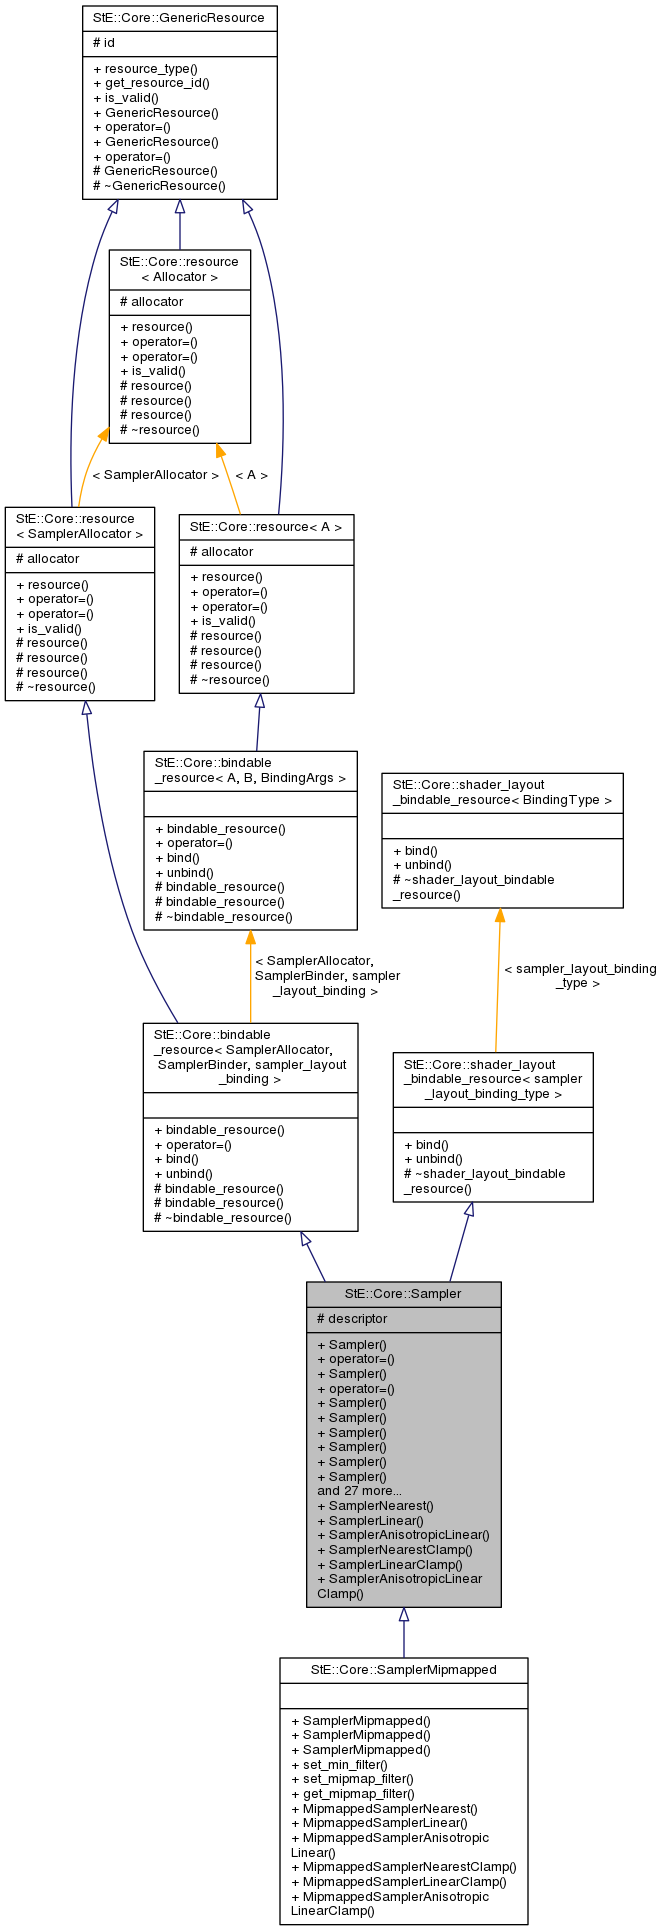 StE::Core::GenericResource
# id
+ resource_type()
+ get_resource_id()
+ is_valid()
+ GenericResource()
+ operator=()
+ GenericResource()
+ operator=()
# GenericResource()
# ~GenericResource()
StE::Core::resource
< Allocator >
# allocator
+ resource()
+ operator=()
+ operator=()
+ is_valid()
# resource()
# resource()
# resource()
# ~resource()
< SamplerAllocator >
< A >
StE::Core::resource
< SamplerAllocator >
# allocator
+ resource()
+ operator=()
+ operator=()
+ is_valid()
# resource()
# resource()
# resource()
# ~resource()
StE::Core::resource< A >
# allocator
+ resource()
+ operator=()
+ operator=()
+ is_valid()
# resource()
# resource()
# resource()
# ~resource()
StE::Core::bindable
_resource< A, B, BindingArgs >
+ bindable_resource()
+ operator=()
+ bind()
+ unbind()
# bindable_resource()
# bindable_resource()
# ~bindable_resource()
StE::Core::shader_layout
_bindable_resource< BindingType >
+ bind()
+ unbind()
# ~shader_layout_bindable
_resource()
< SamplerAllocator,
SamplerBinder, sampler
_layout_binding >
< sampler_layout_binding
_type >
StE::Core::bindable
_resource< SamplerAllocator,
SamplerBinder, sampler_layout
_binding >
+ bindable_resource()
+ operator=()
+ bind()
+ unbind()
# bindable_resource()
# bindable_resource()
# ~bindable_resource()
StE::Core::shader_layout
_bindable_resource< sampler
_layout_binding_type >
+ bind()
+ unbind()
# ~shader_layout_bindable
_resource()
StE::Core::Sampler
# descriptor
+ Sampler()
+ operator=()
+ Sampler()
+ operator=()
+ Sampler()
+ Sampler()
+ Sampler()
+ Sampler()
+ Sampler()
+ Sampler()
and 27 more...
+ SamplerNearest()
+ SamplerLinear()
+ SamplerAnisotropicLinear()
+ SamplerNearestClamp()
+ SamplerLinearClamp()
+ SamplerAnisotropicLinear
Clamp()
StE::Core::SamplerMipmapped
+ SamplerMipmapped()
+ SamplerMipmapped()
+ SamplerMipmapped()
+ set_min_filter()
+ set_mipmap_filter()
+ get_mipmap_filter()
+ MipmappedSamplerNearest()
+ MipmappedSamplerLinear()
+ MipmappedSamplerAnisotropic
Linear()
+ MipmappedSamplerNearestClamp()
+ MipmappedSamplerLinearClamp()
+ MipmappedSamplerAnisotropic
LinearClamp()